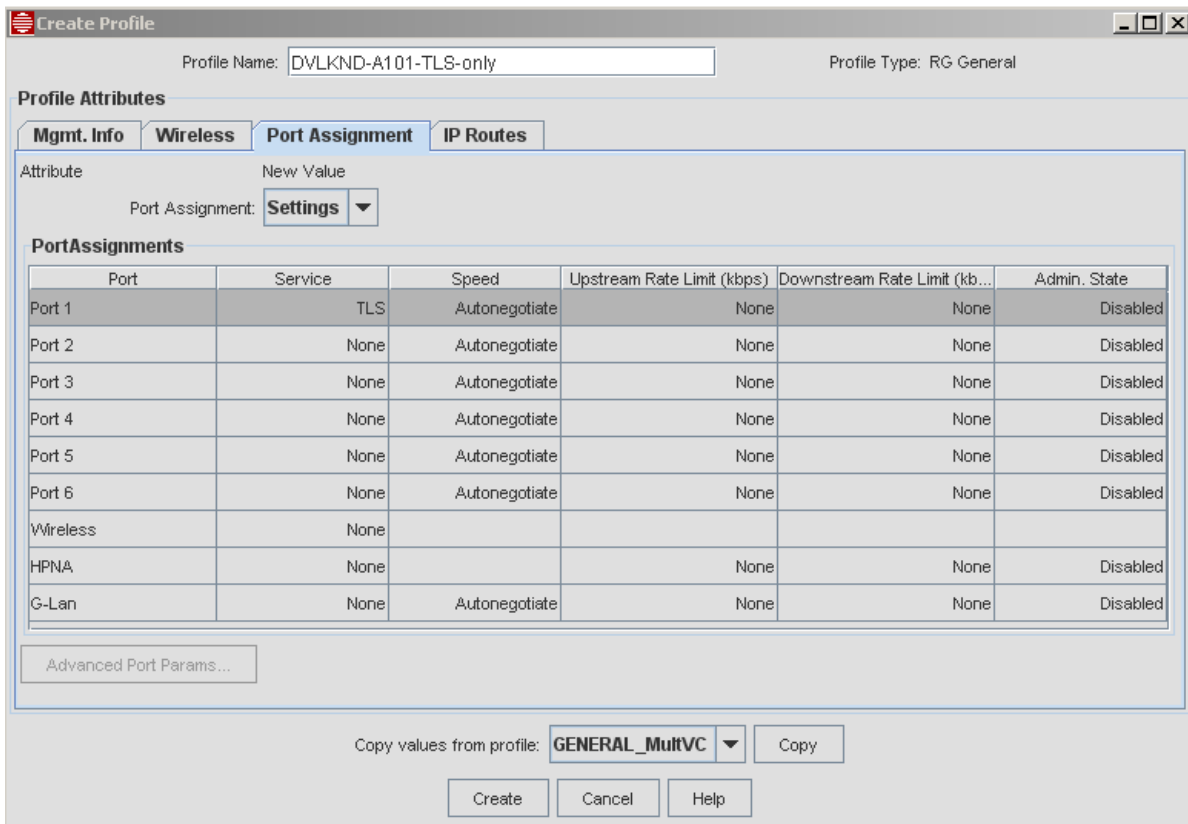 Create Profile
Profile Name: DVLKND-A101-TLS-only Profile Type: RG General
Profile Attributes
Mgmt. Info Wireless Port Assignment IP Routes
Attribute New Value
Port Assignment: Settings
PortAssignments
Port Service Speed Upstream Rate Limit (kbps) Downstream Rate Limit (kb... Admin. State
Port 1 TLS Autonegotiate None None Disabled
Port 2 None Autonegotiate None None Disabled
Port 3 None Autonegotiate None None Disabled
Port 4 None Autonegotiate None None Disabled
Port 5 None Autonegotiate None None Disabled
Port 6 None Autonegotiate None None Disabled
Wireless None
HPNA None None None Disabled
G-Lan None Autonegotiate None None Disabled
Advanced Port Params...
Copy values from profile: GENERAL_MultVC Copy
Create Cancel Help